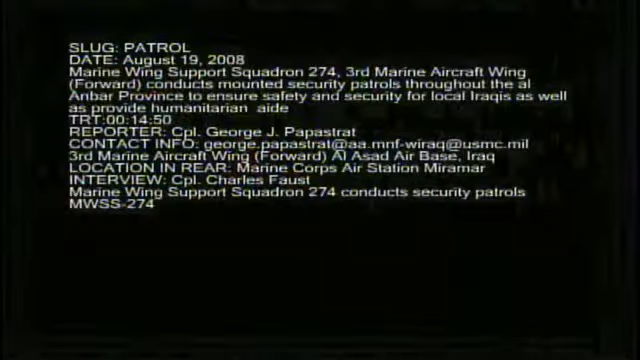 SLUG: PATROL
DATE: August 19, 2008
Marine Wing Support Squadron 274, 3rd Marine Aircraft Wing
(Forward) conducts mounted security patrols throughout the al
Anbar Province to ensure safety and security for local Iraqis as well
as provide humanitarian  aide
TRT:00:14:50
REPORTER: Cpl. George J. Papastrat
CONTACT INFO: george.papastrat@aa.mnf-wiraq@usmc.mil
3rd Marine Aircraft Wing (Forward) Al Asad Air Base, Iraq
LOCATION IN REAR: Marine Corps Air Station Miramar
INTERVIEW: Cpl. Charles Faust
Marine Wing Support Squadron 274 conducts security patrols
MWSS-274